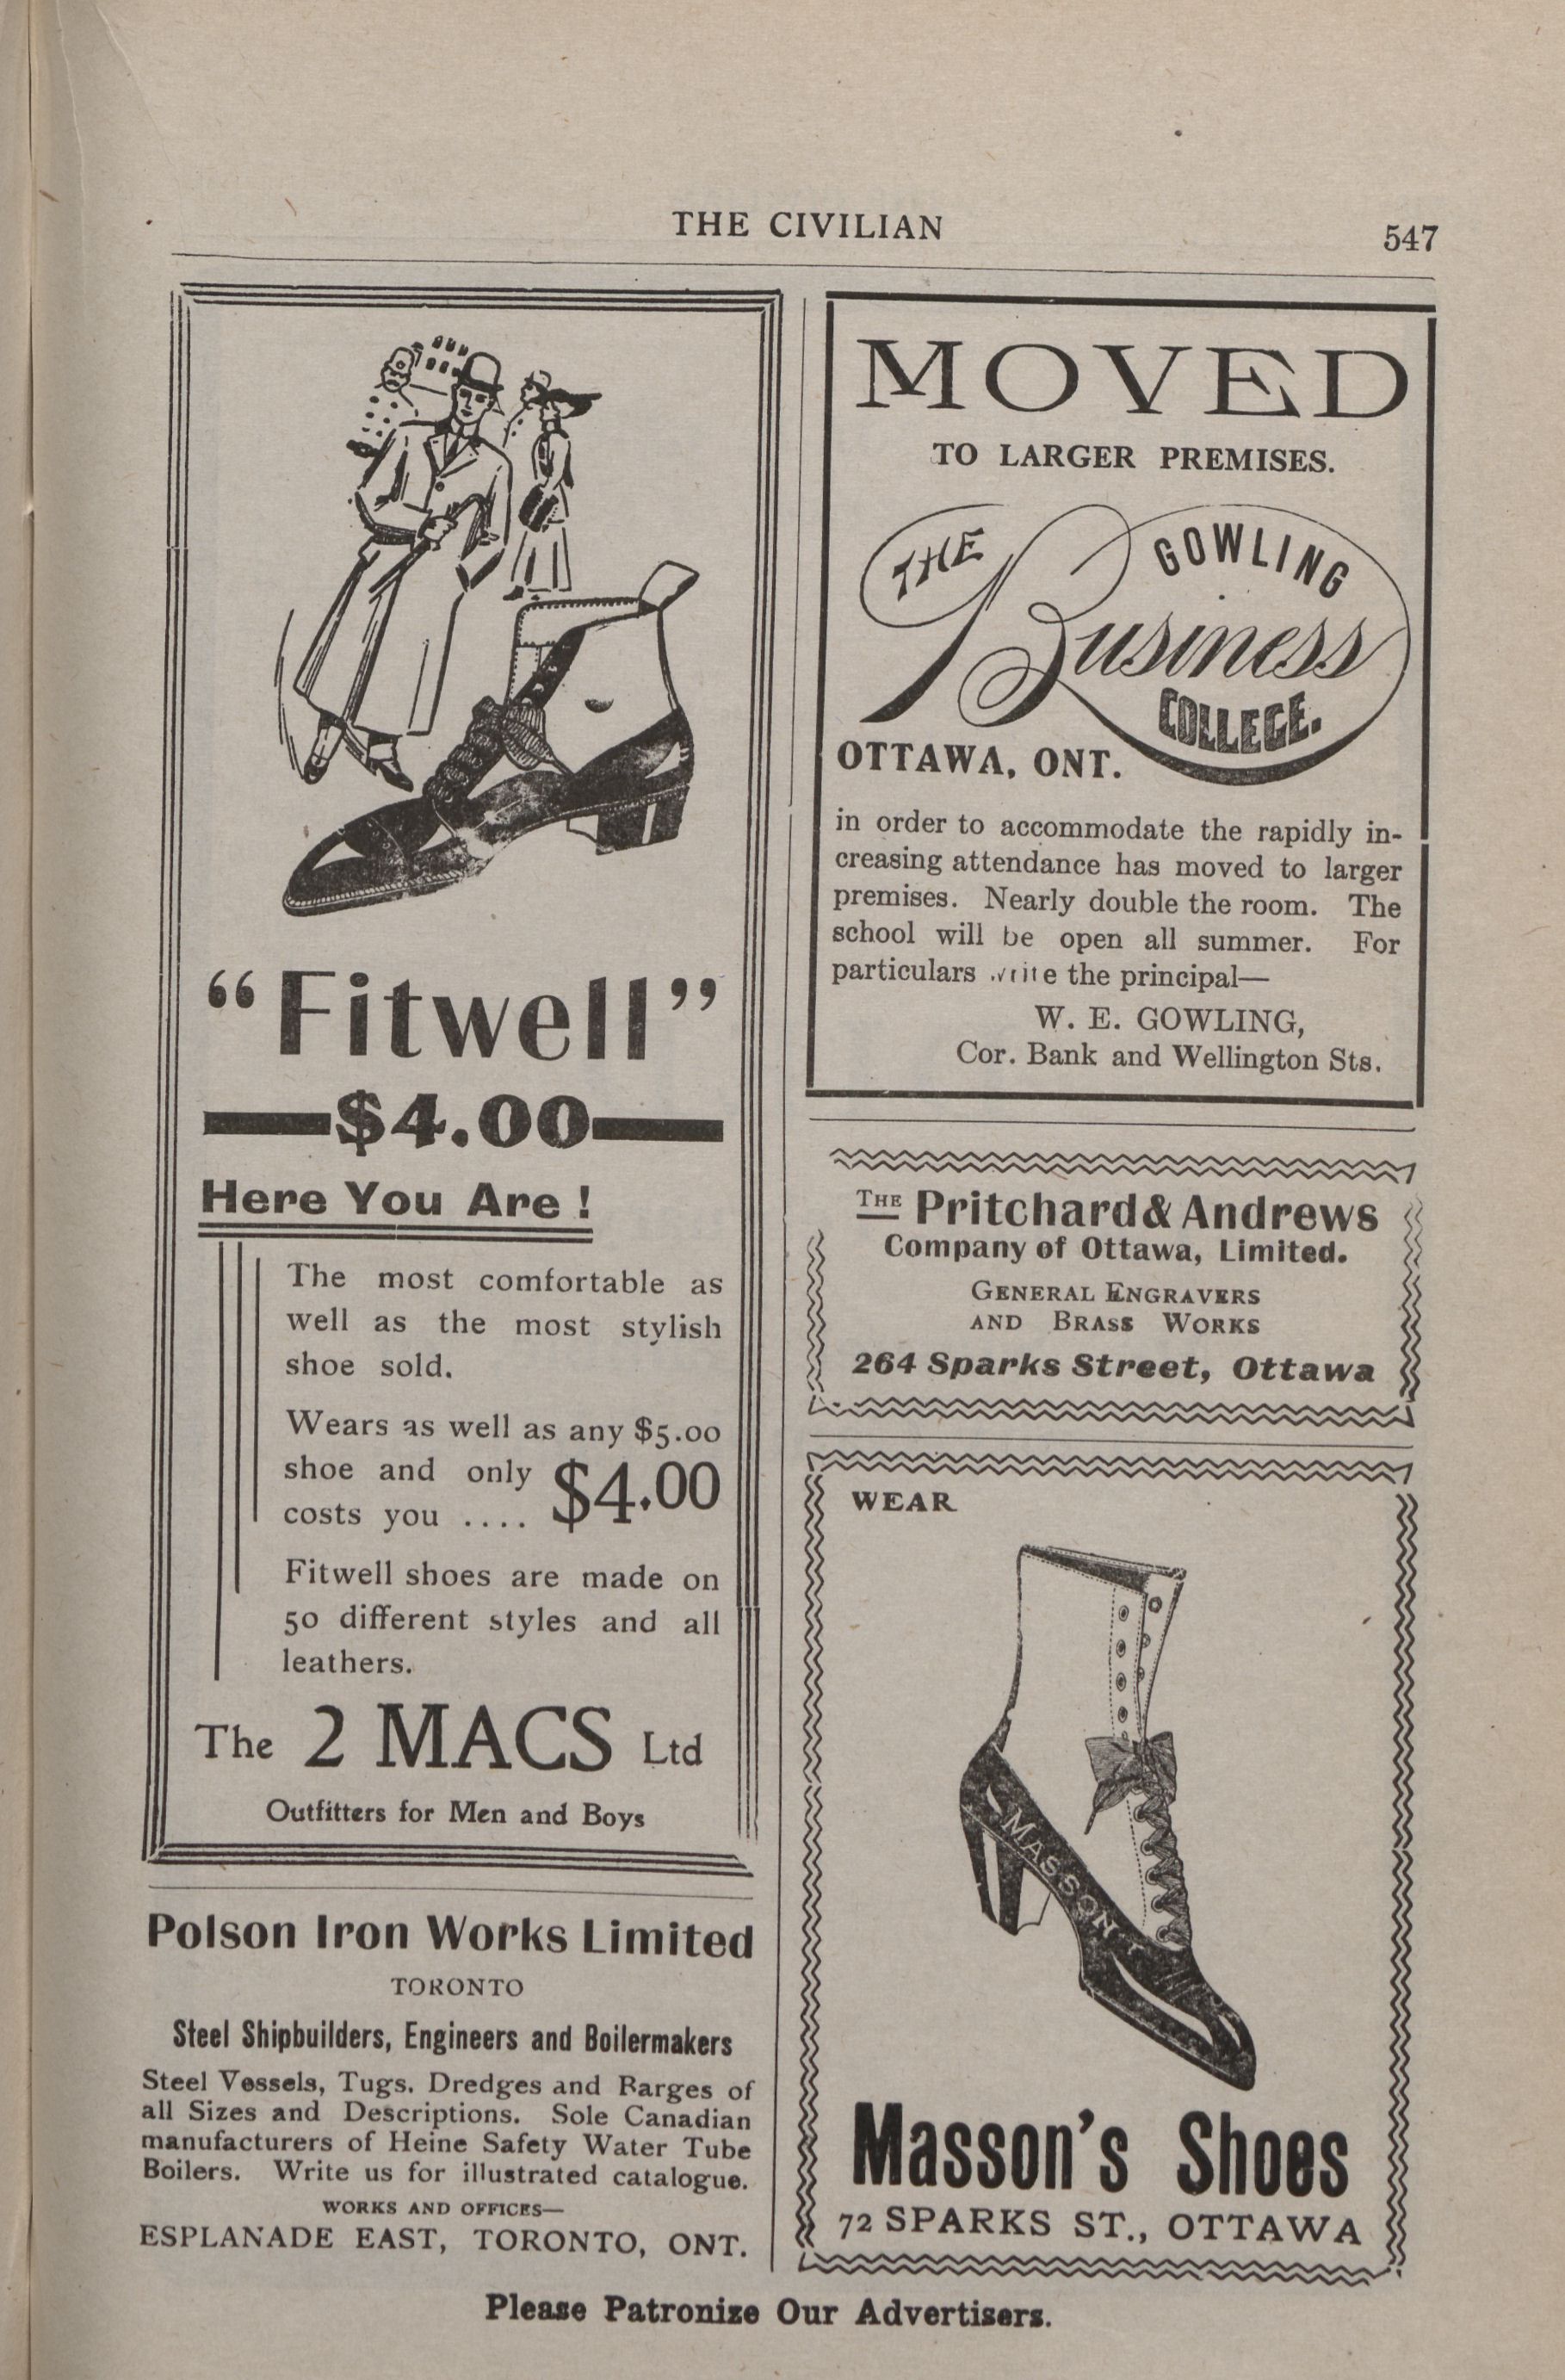 THE CIVILIAN
547
"Fitwell"
$4.00
Here You Are!
The most comfortable as
well as the most stylish
shoe sold.
Wears as well as any $5.00
shoe and only
costs you .... $4.00
Fitwell shoes are made on
50 different styles and all
leathers.
The 2 MACS Ltd
Outfitters for Men and Boys
Polson Iron Works Limited
TORONTO
Steel Shipbuilders, Engineers and Boilermakers
Steel Vessels, Tugs. Dredges and Barges of
all Sizes and Descriptions. Sole Canadian
manufacturers of Heine Safety Water Tube
Boilers. Write us for illustrated catalogue.
WORKS AND OFFICES—
ESPLANADE EAST, TORONTO, ONT.
MOVED
TO LARGER PREMISES.
THE GOWLING
Business
COLLEGE.
OTTAWA, ONT.
in order to accommodate the rapidly in-
creasing attendance has moved to larger
premises. Nearly double the room. The
school will be open all summer. For
particulars write the principal—
W. E. GOWLING,
Cor. Bank and Wellington Sts.
THE Pritchard & Andrews
Company of Ottawa, Limited.
GENERAL ENGRAVERS
AND BRASS WORKS
264 Sparks Street, Ottawa
WEAR
MASSON
Masson's Shoes
72 SPARKS ST., OTTAWA
Please Patronize Our Advertisers.